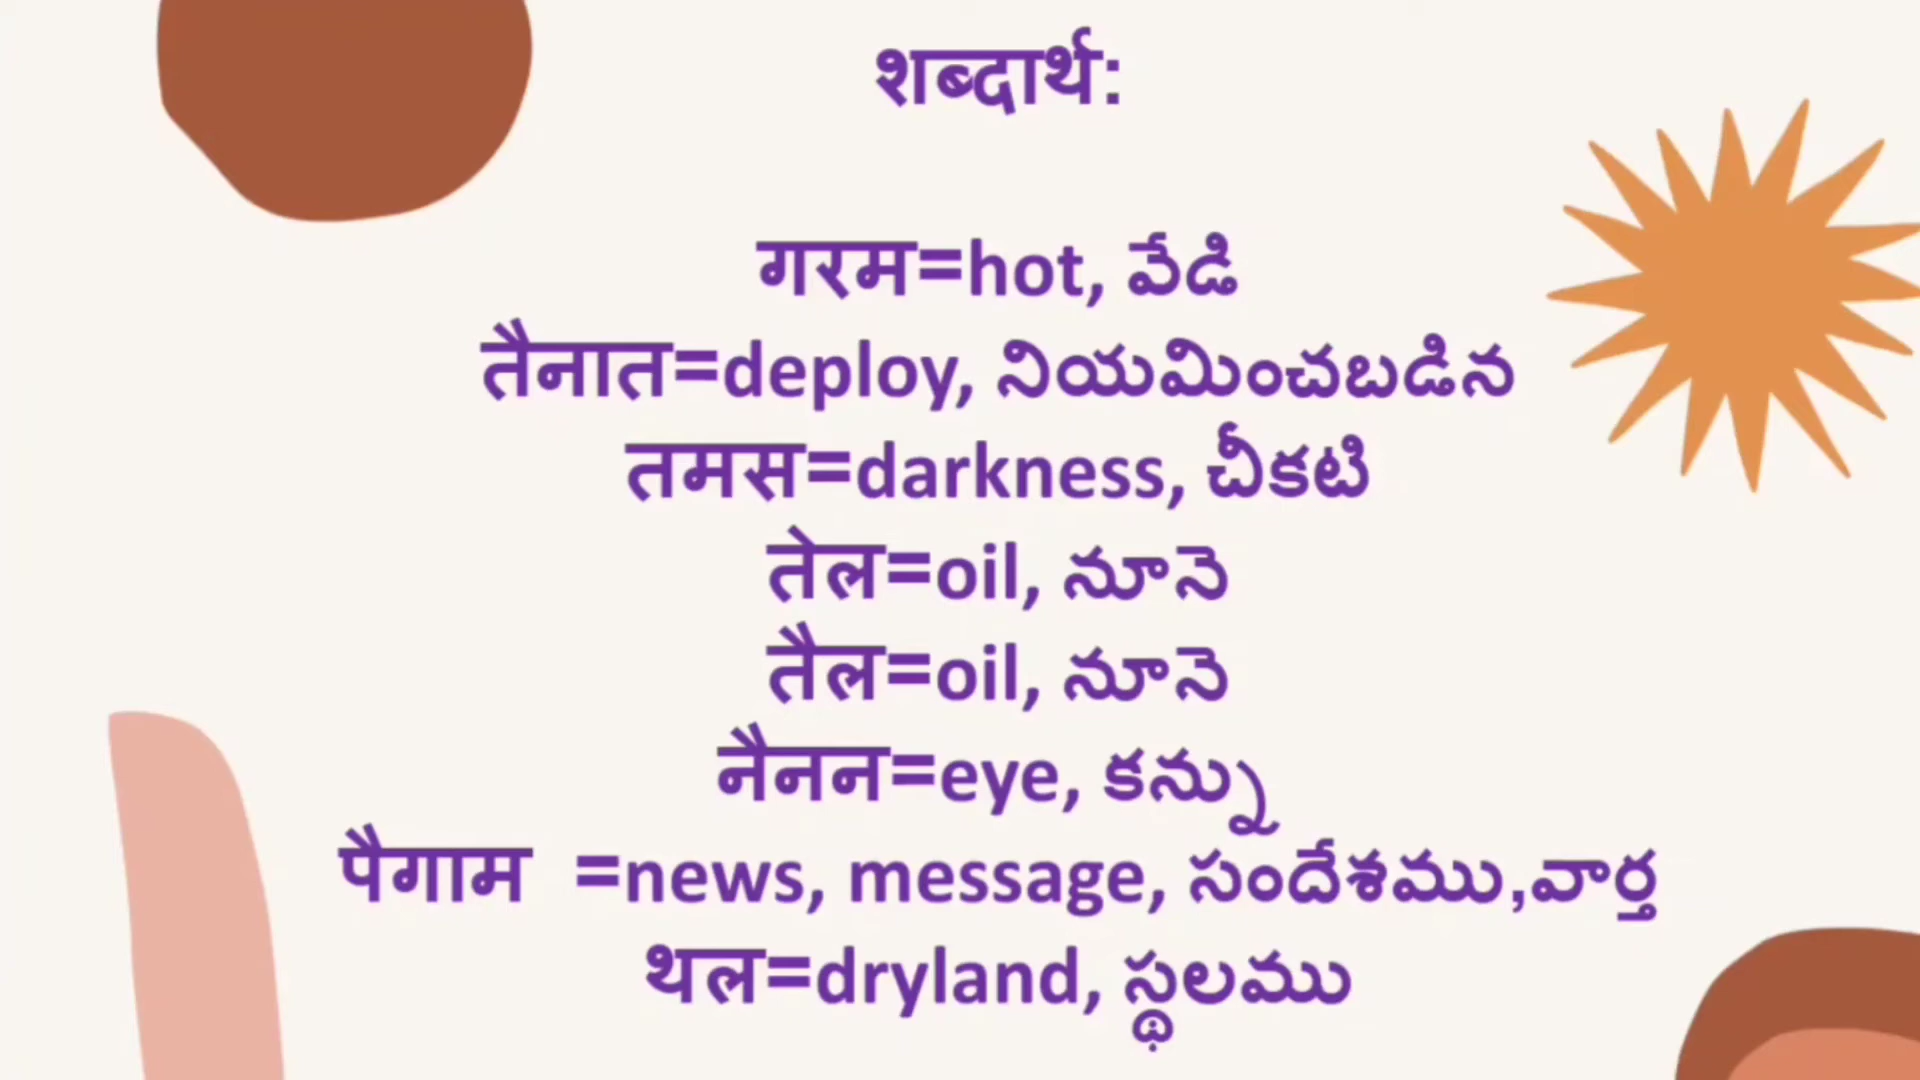 शब्दार्थ:
गरम=hot, వేడి
तैनात=deploy, నియమించబడిన
तमस=darkness, చీకటి
तेल=oil, నూనె
तैल=oil, నూనె
नैनन=eye, కన్ను
पैगाम =news, message, సందేశము,వార్త
थल=dryland, స్థలము